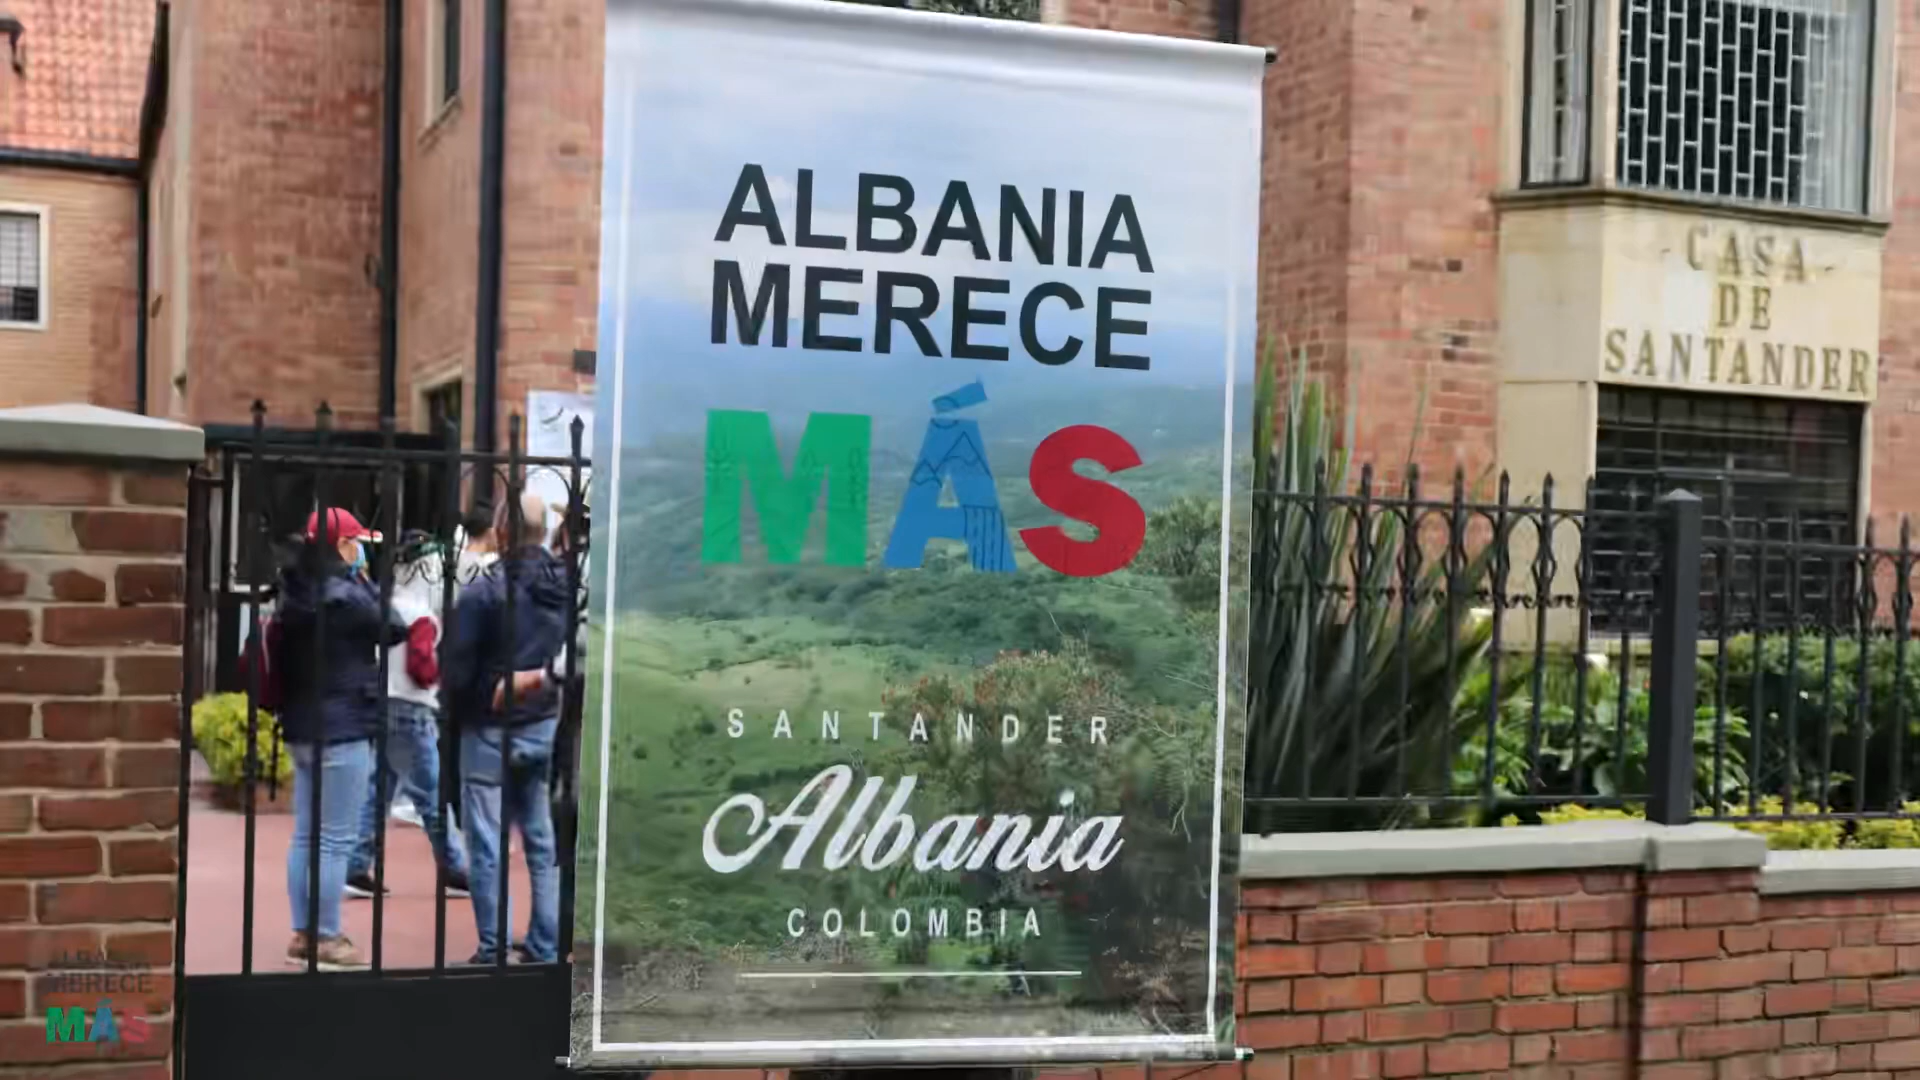 ALBANIA
MERECE
MÁS
SANTANDER
Albania
COLOMBIA
CASA
DE
SANTANDER
ALBANIA
MERECE
MÁS